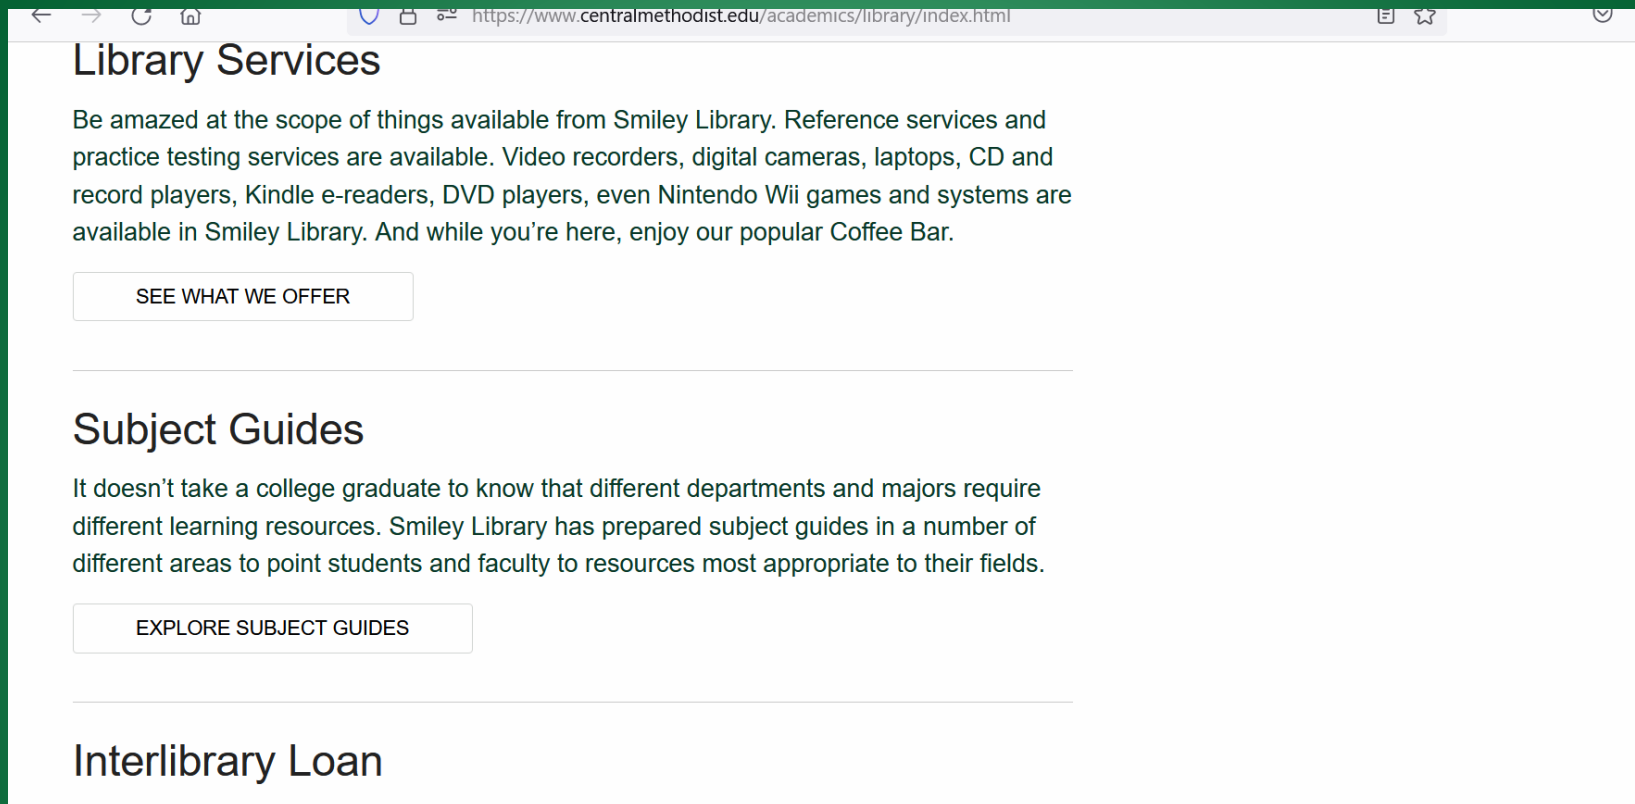 https://www.centralmethodist.edu/academics/library/index.html
Library Services
Be amazed at the scope of things available from Smiley Library. Reference services and
practice testing services are available. Video recorders, digital cameras, laptops, CD and
record players, Kindle e-readers, DVD players, even Nintendo Wii games and systems are
available in Smiley Library. And while you’re here, enjoy our popular Coffee Bar.
SEE WHAT WE OFFER
Subject Guides
It doesn’t take a college graduate to know that different departments and majors require
different learning resources. Smiley Library has prepared subject guides in a number of
different areas to point students and faculty to resources most appropriate to their fields.
EXPLORE SUBJECT GUIDES
Interlibrary Loan